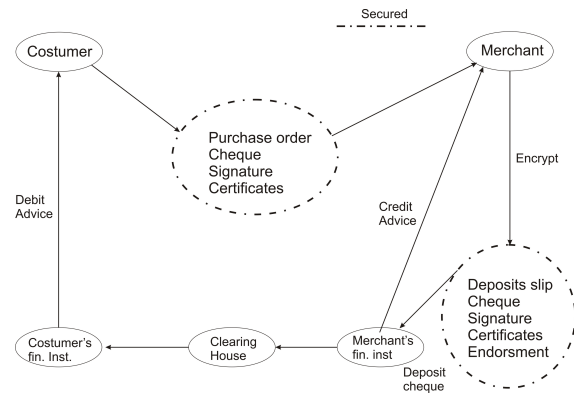 Secured
Costumer
Merchant
Purchase order
Cheque
Signature
Certificates
Encrypt
Debit
Advice
Credit
Advice
Deposits slip
Cheque
Signature
Certificates
Endorsment
Costumer's
fin. Inst.
Clearing
House
Merchant's
fin. inst
Deposit
cheque